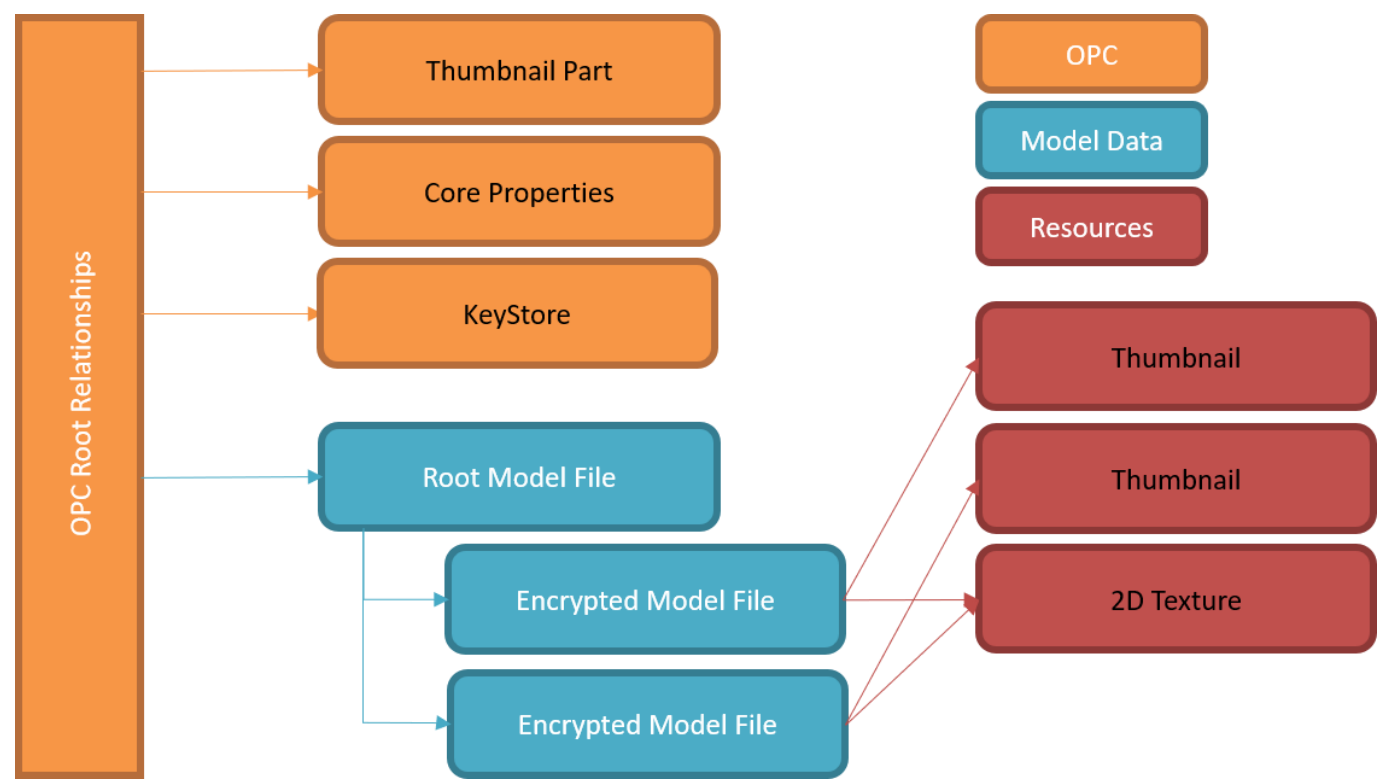 OPC Root Relationships
Thumbnail Part
Core Properties
KeyStore
Root Model File
Encrypted Model File
Encrypted Model File
OPC
Model Data
Resources
Thumbnail
Thumbnail
2D Texture